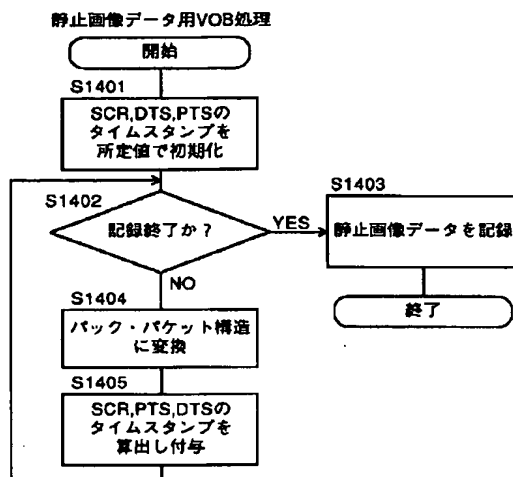 静止画像データ用VOB処理
開始
S1401
SCR,DTS,PTSの
タイムスタンプを
所定値で初期化
S1402
記録終了か？
YES
S1403
静止画像データを記録
終了
NO
S1404
パック・パケット構造
に変換
S1405
SCR,PTS,DTSの
タイムスタンプを
算出し付与